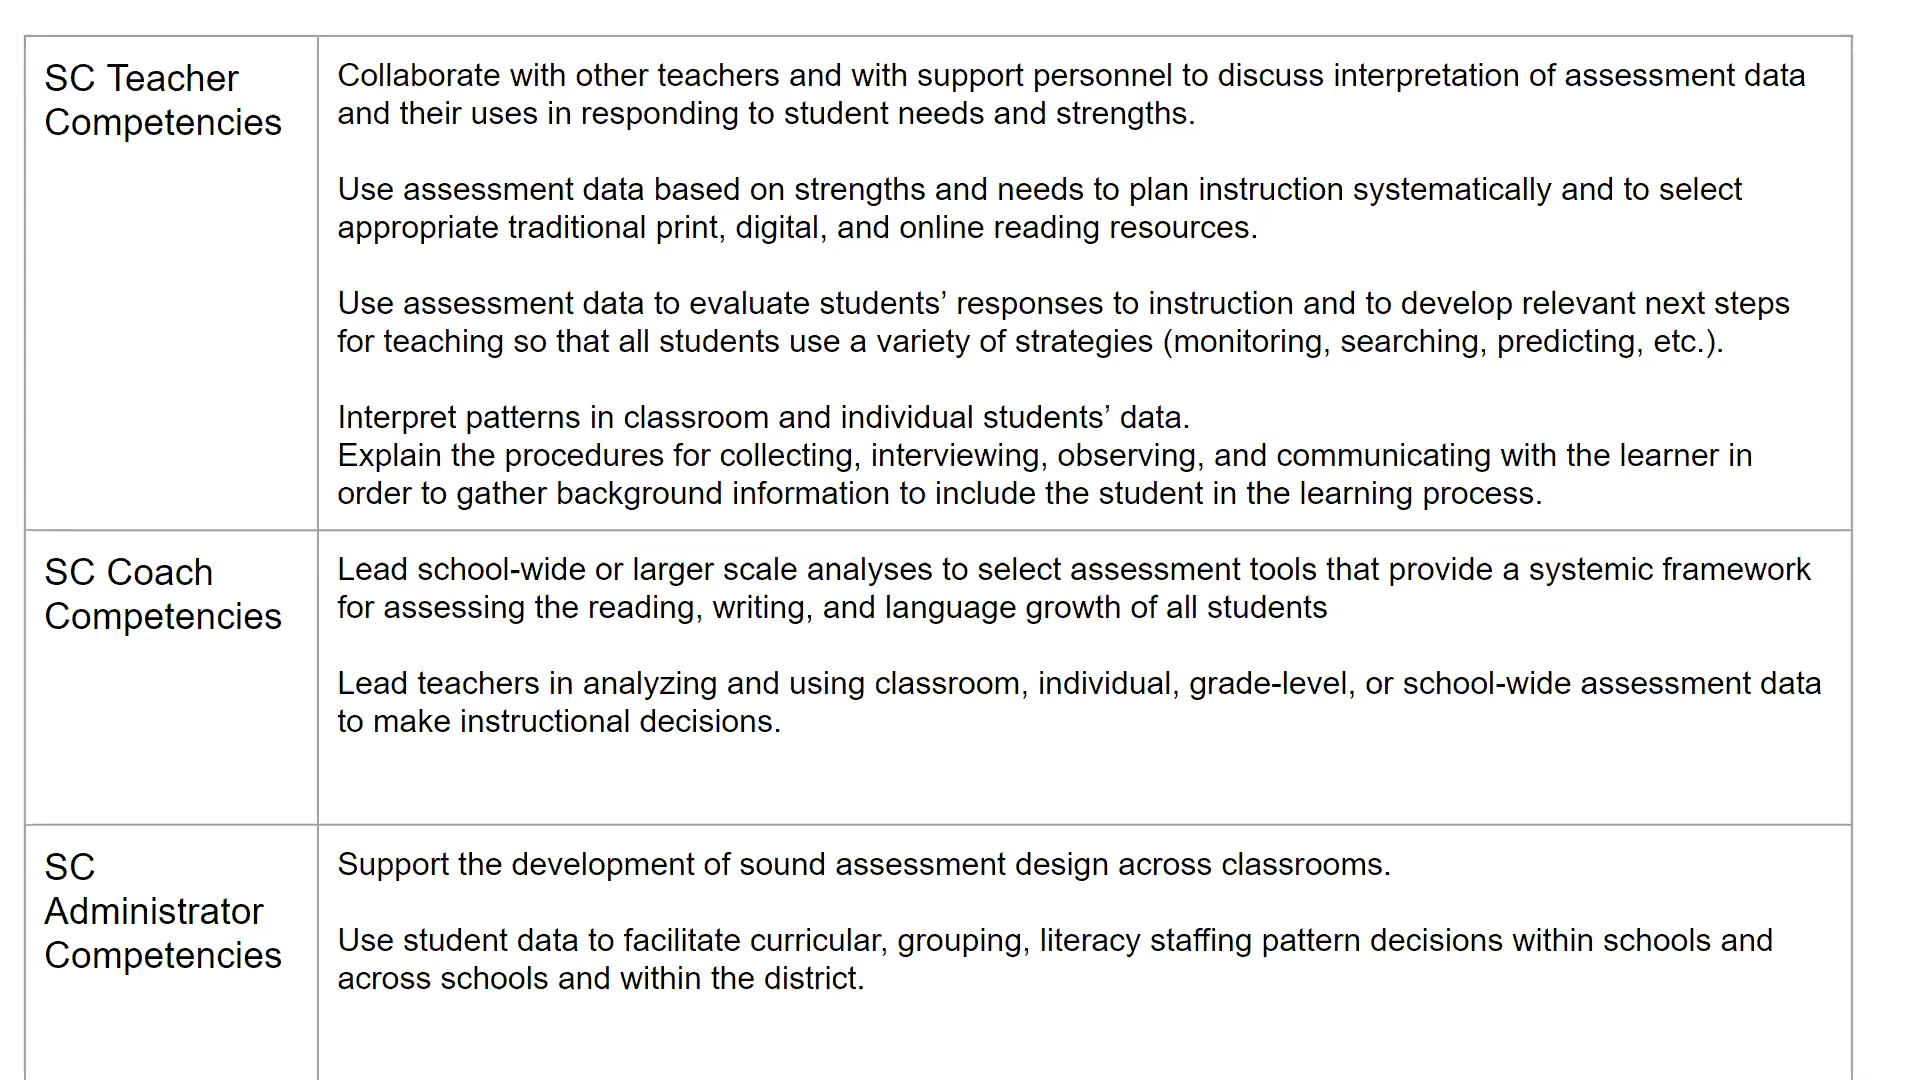 SC Teacher
Competencies
Collaborate with other teachers and with support personnel to discuss interpretation of assessment data
and their uses in responding to student needs and strengths.
Use assessment data based on strengths and needs to plan instruction systematically and to select
appropriate traditional print, digital, and online reading resources.
Use assessment data to evaluate students’ responses to instruction and to develop relevant next steps
for teaching so that all students use a variety of strategies (monitoring, searching, predicting, etc.).
Interpret patterns in classroom and individual students’ data.
Explain the procedures for collecting, interviewing, observing, and communicating with the learner in
order to gather background information to include the student in the learning process.
SC Coach
Competencies
Lead school-wide or larger scale analyses to select assessment tools that provide a systemic framework
for assessing the reading, writing, and language growth of all students
Lead teachers in analyzing and using classroom, individual, grade-level, or school-wide assessment data
to make instructional decisions.
SC
Administrator
Competencies
Support the development of sound assessment design across classrooms.
Use student data to facilitate curricular, grouping, literacy staffing pattern decisions within schools and
across schools and within the district.